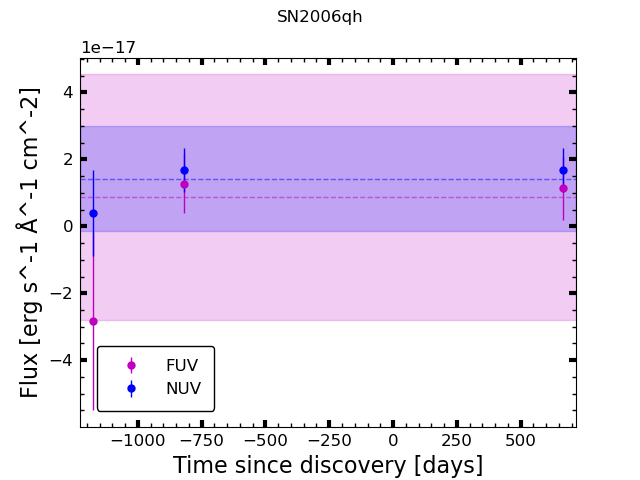 SN2006qh
1e−17
4
2
0
−2
−4
Flux [erg s^-1 Å^-1 cm^-2]
FUV
NUV
−1000 −750 −500 −250 0 250 500
Time since discovery [days]